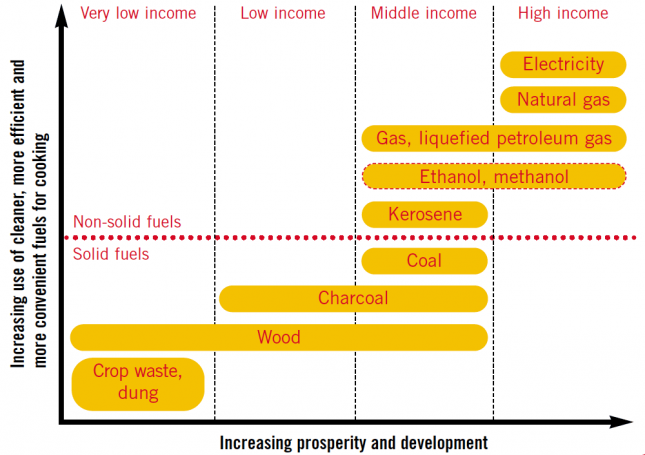 Very low income
Low income
Middle income
High income
Increasing use of cleaner, more efficient and
more convenient fuels for cooking
Electricity
Natural gas
Gas, liquefied petroleum gas
Ethanol, methanol
Kerosene
Non-solid fuels
Solid fuels
Coal
Charcoal
Wood
Crop waste,
dung
Increasing prosperity and development